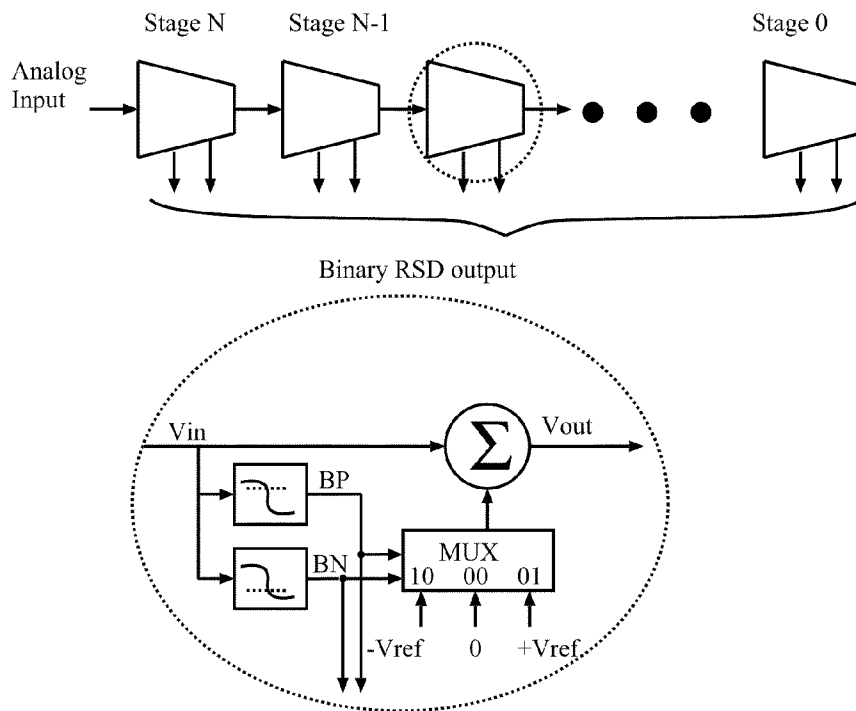 Stage N
Stage N-1
Stage 0
Analog
Input
Binary RSD output
Vin
Σ
Vout
BP
BN
MUX
10 00 01
-Vref 0 +Vref